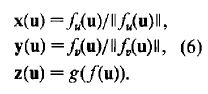 x(u) = f_u(u)/‖f_u(u)‖,
y(u) = f_v(u)/‖f_v(u)‖, (6)
z(u) = g(f(u)).